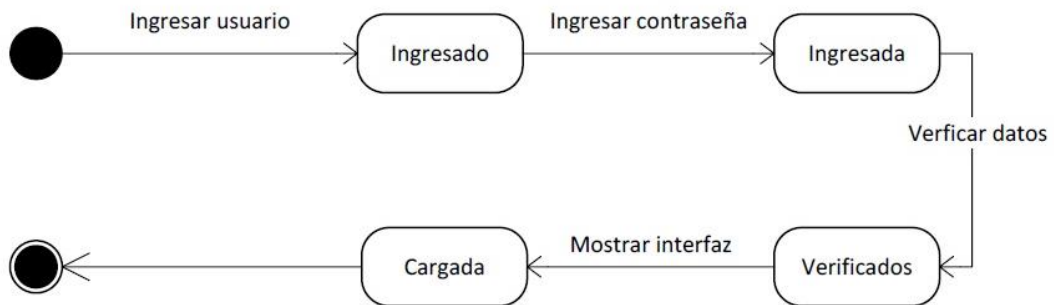 Ingresar usuario
Ingresar contraseña
Ingresado
Ingresada
Verficar datos
Mostrar interfaz
Cargada
Verificados